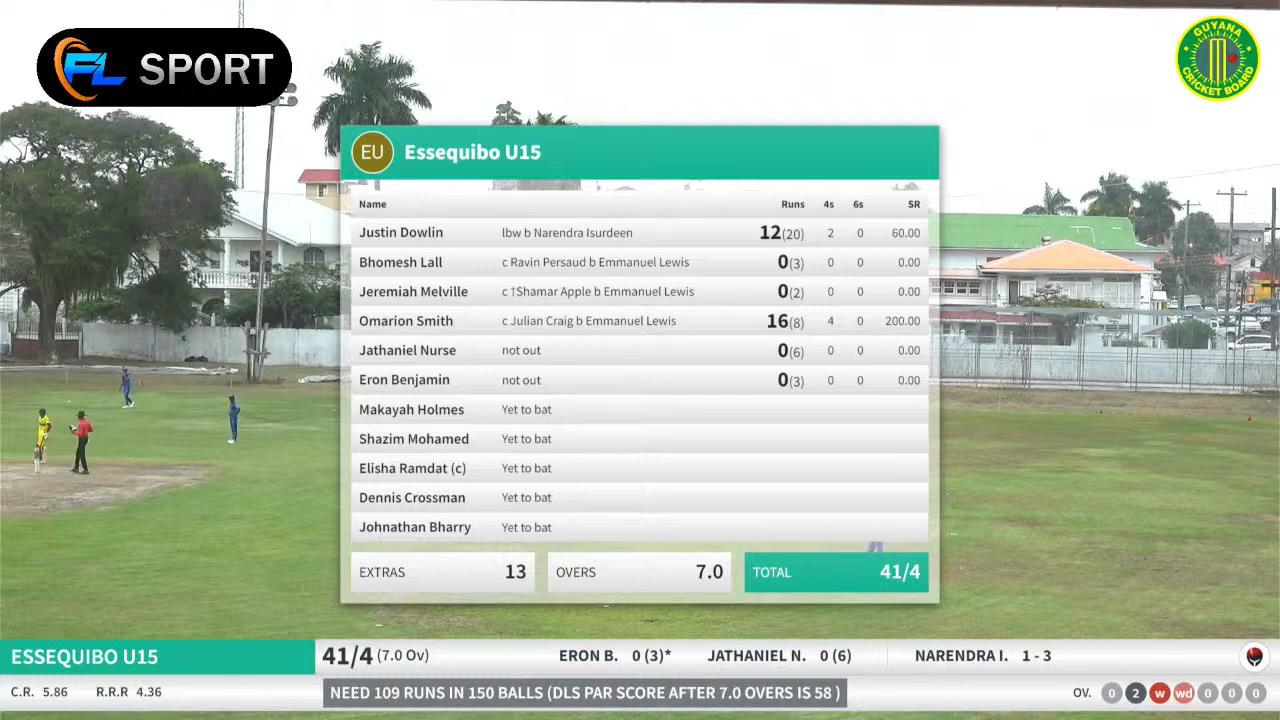 FL SPORT
GUYANA
CRICKET BOARD
EU Essequibo U15
Name Runs 4s 6s SR
Justin Dowlin lbw b Narendra Isurdeen 12(20) 2 0 60.00
Bhomesh Lall c Ravin Persaud b Emmanuel Lewis 0(3) 0 0 0.00
Jeremiah Melville c †Shamar Apple b Emmanuel Lewis 0(2) 0 0 0.00
Omarion Smith c Julian Craig b Emmanuel Lewis 16(8) 4 0 200.00
Jathaniel Nurse not out 0(6) 0 0 0.00
Eron Benjamin not out 0(3) 0 0 0.00
Makayah Holmes Yet to bat
Shazim Mohamed Yet to bat
Elisha Ramdat (c) Yet to bat
Dennis Crossman Yet to bat
Johnathan Bharry Yet to bat
EXTRAS 13 OVERS 7.0 TOTAL 41/4
ESSEQUIBO U15 41/4 (7.0 Ov) ERON B. 0 (3)* JATHANIEL N. 0 (6) NARENDRA I. 1 - 3
C.R. 5.86 R.R.R 4.36 NEED 109 RUNS IN 150 BALLS (DLS PAR SCORE AFTER 7.0 OVERS IS 58 ) OV. 0 2 w wd 0 0 0